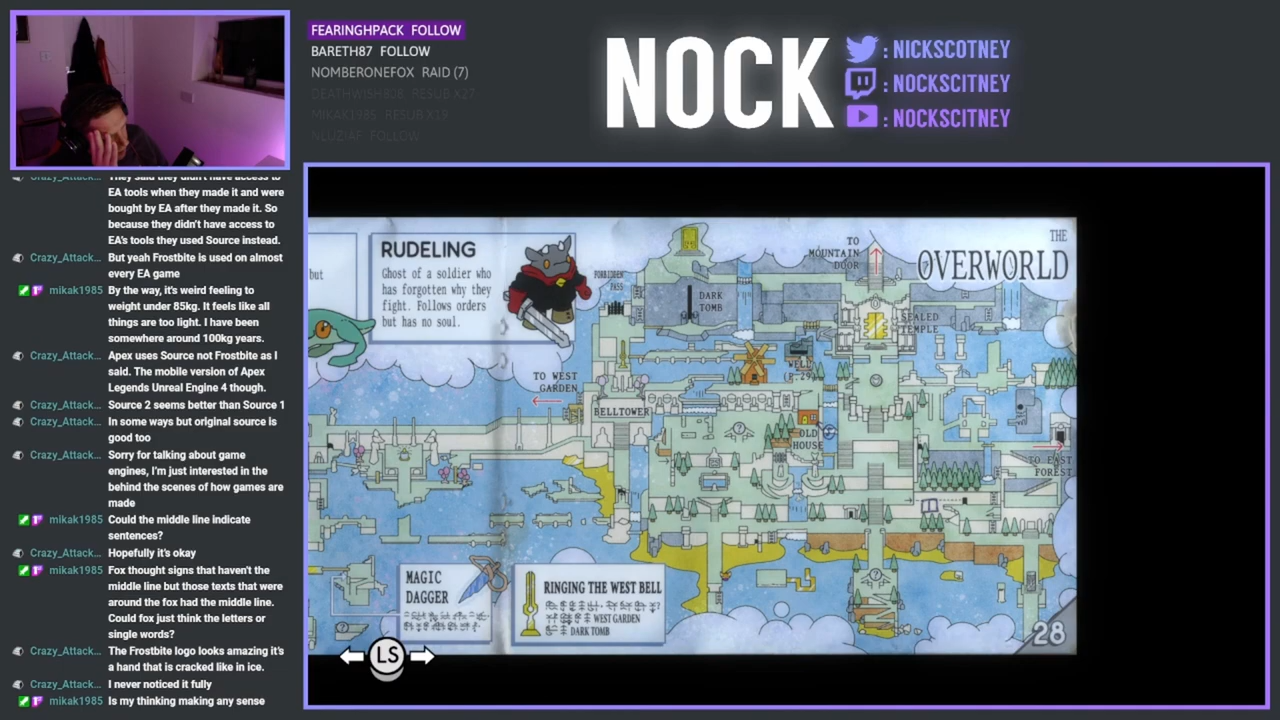 FEARINGHPACK FOLLOW
BARETH87 FOLLOW
NOMBERONEFOX RAID (7)
DEATHWISH808 RESUB X27
MIKAK1985 RESUB X19
NLUZIAF FOLLOW
NOCK
: NICKSCOTNEY
: NOCKSCITNEY
: NOCKSCITNEY
Crazy_Attack... They said they didn't have access to
EA tools when they made it and were
bought by EA after they made it. So
because they didn't have access to
EA's tools they used Source instead.
Crazy_Attack... But yeah Frostbite is used on almost
every EA game
mikak1985 By the way, it's weird feeling to
weight under 85kg. It feels like all
things are too light. I have been
somewhere around 100kg years.
Crazy_Attack... Apex uses Source not Frostbite as I
said. The mobile version of Apex
Legends Unreal Engine 4 though.
Crazy_Attack... Source 2 seems better than Source 1
Crazy_Attack... In some ways but original source is
good too
Crazy_Attack... Sorry for talking about game
engines, I'm just interested in the
behind the scenes of how games are
made
mikak1985 Could the middle line indicate
sentences?
Crazy_Attack... Hopefully it's okay
mikak1985 Fox thought signs that haven't the
middle line but those texts that were
around the fox had the middle line.
Could fox just think the letters or
single words?
Crazy_Attack... The Frostbite logo looks amazing it's
a hand that is cracked like in ice.
Crazy_Attack... I never noticed it fully
mikak1985 Is my thinking making any sense
but
RUDELING
Ghost of a soldier who
has forgotten why they
fight. Follows orders
but has no soul.
THE
OVERWORLD
TO
MOUNTAIN
DOOR
FORBIDDEN
PASS
DARK
TOMB
SEALED
TEMPLE
WELL
TO WEST
GARDEN
BELLTOWER
OLD
HOUSE
TO EAST
FOREST
MAGIC
DAGGER
RINGING THE WEST BELL
WEST GARDEN
DARK TOMB
28
LS